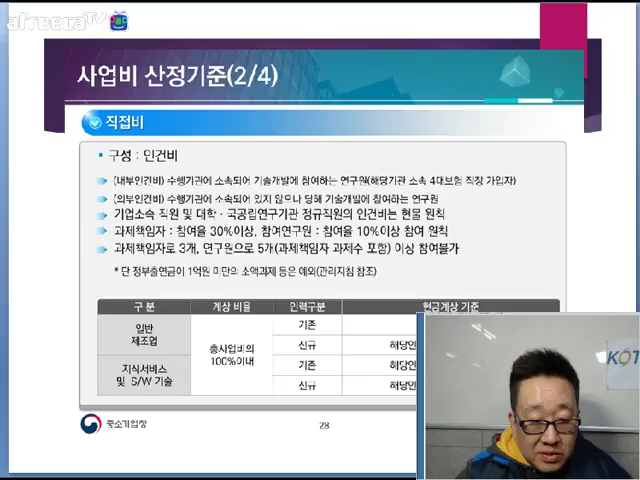 afreecaTV
사업비 산정기준(2/4)
직접비
구성 : 인건비
(내부인건비) 수행기관에 소속되어 기술개발에 참여하는 연구원(해당기관 소속 4대보험 직장 가입자)
(외부인건비) 수행기관에 소속되어 있지 않으나 당해 기술개발에 참여하는 연구원
기업소속 직원 및 대학·국공립연구기관 정규직원의 인건비는 현물 원칙
과제책임자 : 참여율 30%이상, 참여연구원 : 참여율 10%이상 참여 원칙
과제책임자로 3개, 연구원으로 5개(과제책임자 과제수 포함) 이상 참여불가
* 단 정부출연금이 1억원 미만의 소액과제 등은 예외(관리지침 참조)
구 분 계상 비율 인력구분 현금계상 기준
일반
제조업
총사업비의
100%이내
기존
신규 해당인
지식서비스
및 S/W 기술
기존 해당인
신규 해당인
중소기업청
28
KOT